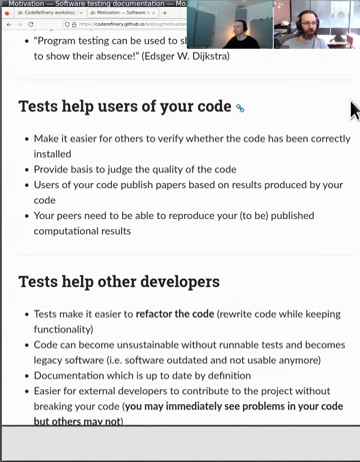 Motivation — Software testing documentation — Mo
CodeRefinery worksho
Motivation — Software t
https://coderefinery.github.io/testing/motivation
• “Program testing can be used to sh
to show their absence!” (Edsger W. Dijkstra)
Tests help users of your code
• Make it easier for others to verify whether the code has been correctly
installed
• Provide basis to judge the quality of the code
• Users of your code publish papers based on results produced by your
code
• Your peers need to be able to reproduce your (to be) published
computational results
Tests help other developers
• Tests make it easier to refactor the code (rewrite code while keeping
functionality)
• Code can become unsustainable without runnable tests and becomes
legacy software (i.e. software outdated and not usable anymore)
• Documentation which is up to date by definition
• Easier for external developers to contribute to the project without
breaking your code (you may immediately see problems in your code
but others may not)